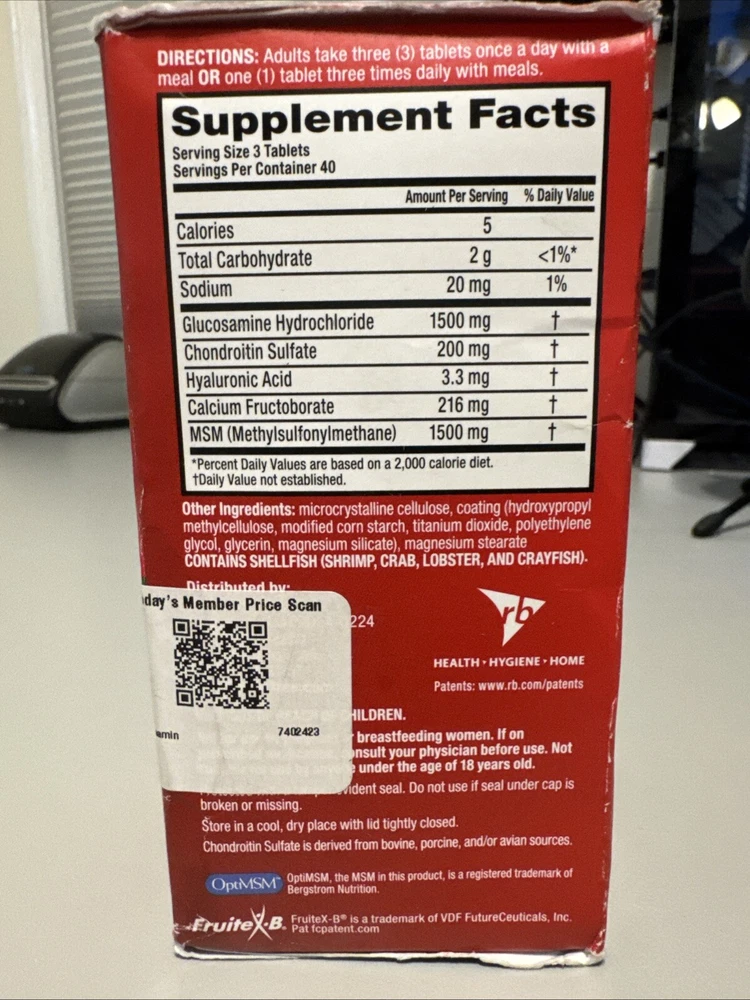 DIRECTIONS: Adults take three (3) tablets once a day with a
meal OR one (1) tablet three times daily with meals.
Supplement Facts
Serving Size 3 Tablets
Servings Per Container 40
Amount Per Serving % Daily Value
Calories 5
Total Carbohydrate 2 g <1%*
Sodium 20 mg 1%
Glucosamine Hydrochloride 1500 mg †
Chondroitin Sulfate 200 mg †
Hyaluronic Acid 3.3 mg †
Calcium Fructoborate 216 mg †
MSM (Methylsulfonylmethane) 1500 mg †
*Percent Daily Values are based on a 2,000 calorie diet.
†Daily Value not established.
Other Ingredients: microcrystalline cellulose, coating (hydroxypropyl
methylcellulose, modified corn starch, titanium dioxide, polyethylene
glycol, glycerin, magnesium silicate), magnesium stearate
CONTAINS SHELLFISH (SHRIMP, CRAB, LOBSTER, AND CRAYFISH).
Distributed by:
day's Member Price Scan
224
rb
HEALTH • HYGIENE • HOME
Patents: www.rb.com/patents
amin 7402423
HILDREN.
breastfeeding women. If on
nsult your physician before use. Not
under the age of 18 years old.
ident seal. Do not use if seal under cap is
broken or missing.
Store in a cool, dry place with lid tightly closed.
Chondroitin Sulfate is derived from bovine, porcine, and/or avian sources.
OptiMSM
OptiMSM, the MSM in this product, is a registered trademark of
Bergstrom Nutrition.
FruiteX-B
FruiteX-B® is a trademark of VDF FutureCeuticals, Inc.
Pat fcpatent.com